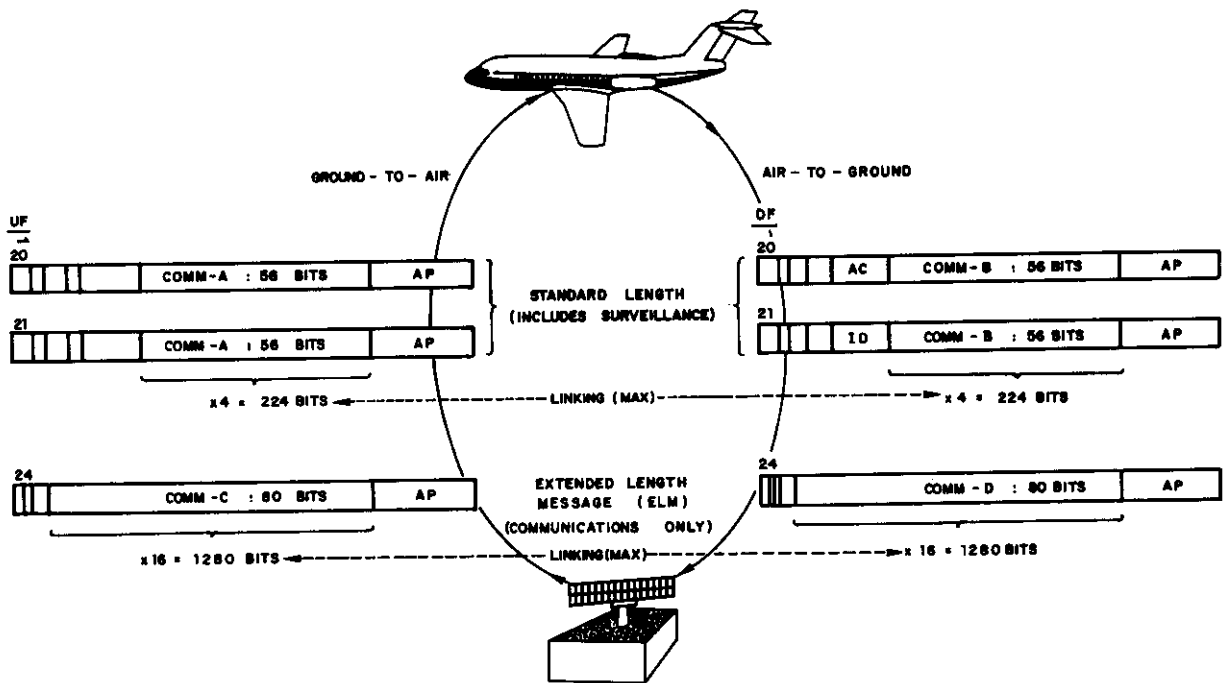 GROUND - TO - AIR
AIR - TO - GROUND
UF
DF
20
COMM-A : 56 BITS
AP
20
AC
COMM-B : 56 BITS
AP
STANDARD LENGTH
(INCLUDES SURVEILLANCE)
21
COMM-A : 56 BITS
AP
21
ID
COMM-B : 56 BITS
AP
x4 = 224 BITS
LINKING (MAX)
x 4 = 224 BITS
24
COMM-C : 80 BITS
AP
EXTENDED LENGTH
MESSAGE (ELM)
(COMMUNICATIONS ONLY)
24
COMM-D : 80 BITS
AP
x16 = 1280 BITS
LINKING(MAX)
x 16 = 1280 BITS